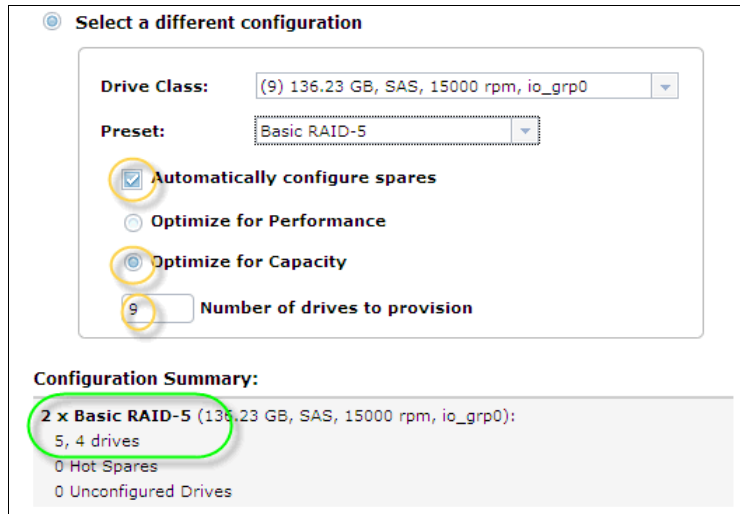 Select a different configuration
Drive Class: (9) 136.23 GB, SAS, 15000 rpm, io_grp0
Preset: Basic RAID-5
Automatically configure spares
Optimize for Performance
Optimize for Capacity
9 Number of drives to provision
Configuration Summary:
2 x Basic RAID-5 (136.23 GB, SAS, 15000 rpm, io_grp0):
5, 4 drives
0 Hot Spares
0 Unconfigured Drives